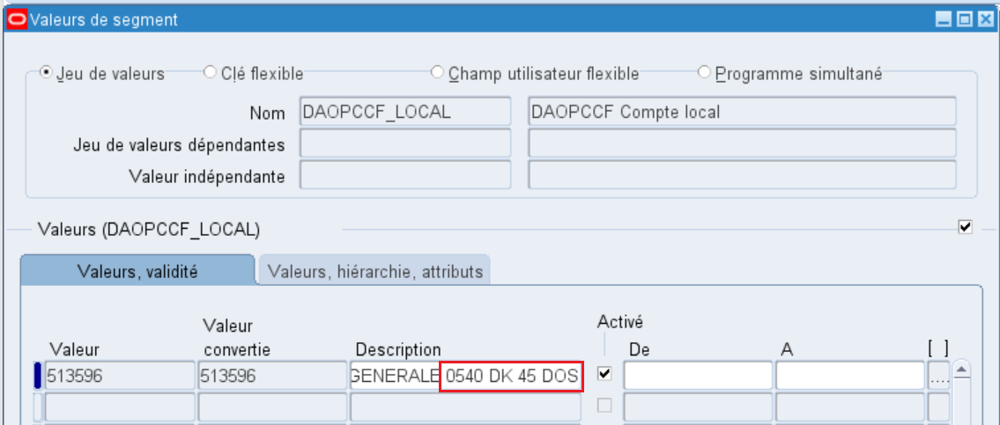 Valeurs de segment
Jeu de valeurs Clé flexible Champ utilisateur flexible Programme simultané
Nom DAOPCCF_LOCAL DAOPCCF Compte local
Jeu de valeurs dépendantes
Valeur indépendante
Valeurs (DAOPCCF_LOCAL)
Valeurs, validité Valeurs, hiérarchie, attributs
Activé
Valeur Valeur convertie Description De A [ ]
513596 513596 GENERALE 0540 DK 45 DOS ....